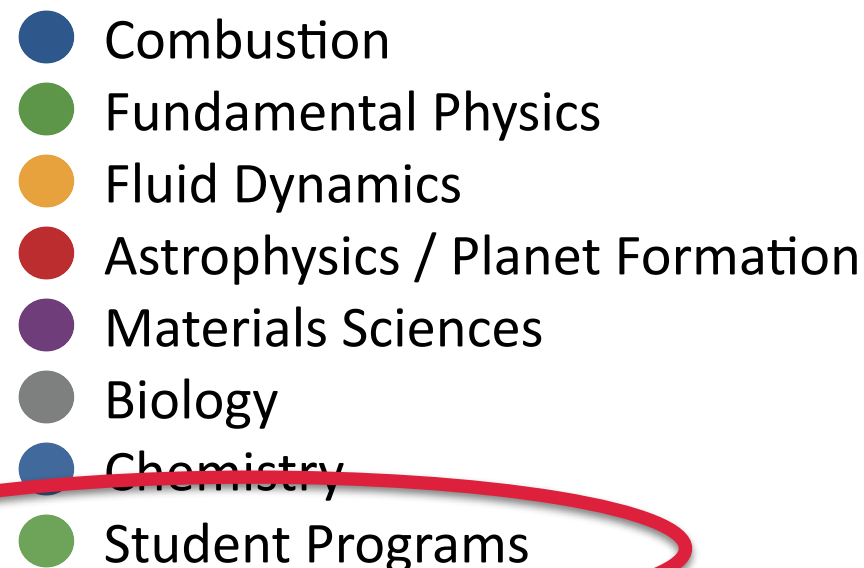 Combustion
Fundamental Physics
Fluid Dynamics
Astrophysics / Planet Formation
Materials Sciences
Biology
Chemistry
Student Programs